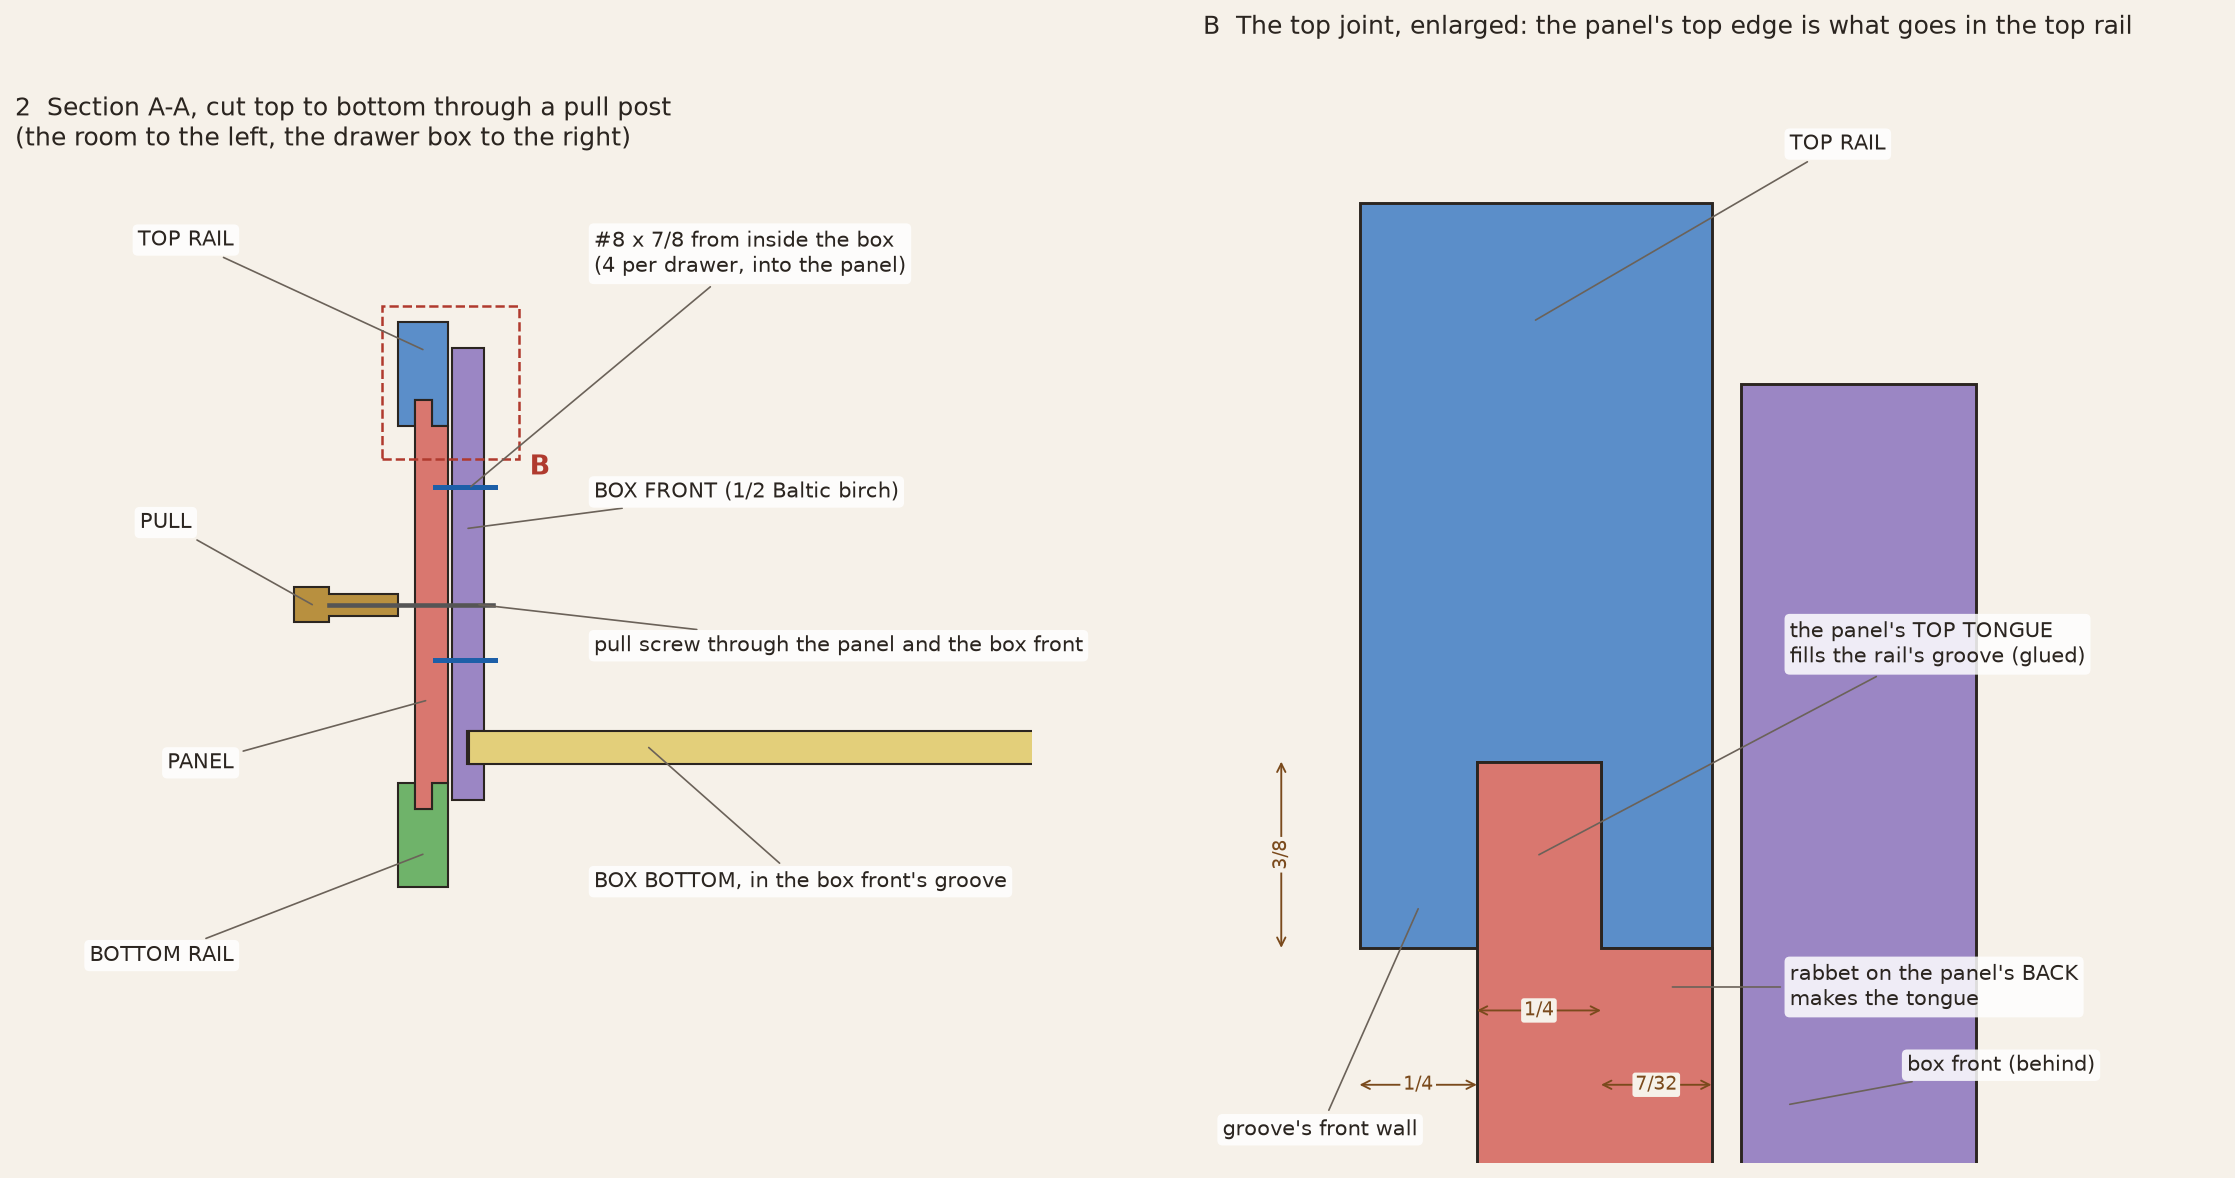 B  The top joint, enlarged: the panel's top edge is what goes in the top rail
2  Section A-A, cut top to bottom through a pull post
(the room to the left, the drawer box to the right)
TOP RAIL
#8 x 7/8 from inside the box
(4 per drawer, into the panel)
B
BOX FRONT (1/2 Baltic birch)
PULL
pull screw through the panel and the box front
PANEL
BOX BOTTOM, in the box front's groove
BOTTOM RAIL
TOP RAIL
the panel's TOP TONGUE
fills the rail's groove (glued)
3/8
rabbet on the panel's BACK
makes the tongue
1/4
box front (behind)
1/4
7/32
groove's front wall